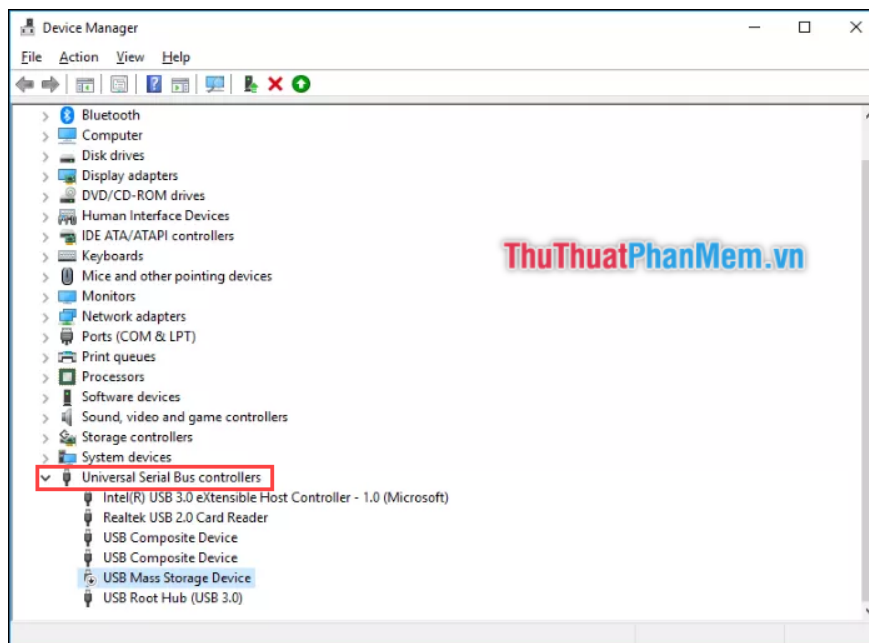 Device Manager
File Action View Help
Bluetooth
Computer
Disk drives
Display adapters
DVD/CD-ROM drives
Human Interface Devices
IDE ATA/ATAPI controllers
ThuThuatPhanMem.vn
Keyboards
Mice and other pointing devices
Monitors
Network adapters
Ports (COM & LPT)
Print queues
Processors
Software devices
Sound, video and game controllers
Storage controllers
System devices
Universal Serial Bus controllers
Intel(R) USB 3.0 eXtensible Host Controller - 1.0 (Microsoft)
Realtek USB 2.0 Card Reader
USB Composite Device
USB Composite Device
USB Mass Storage Device
USB Root Hub (USB 3.0)